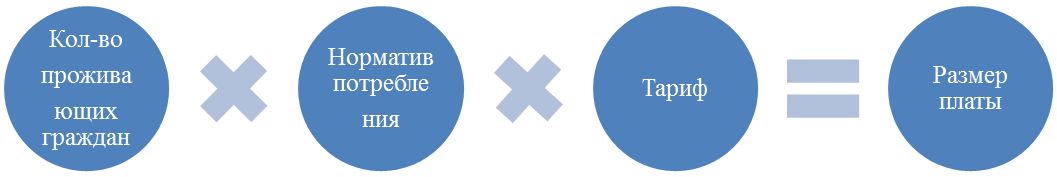 Кол-во
прожива
ющих
граждан
Норматив
потребле
ния
Тариф
Размер
платы